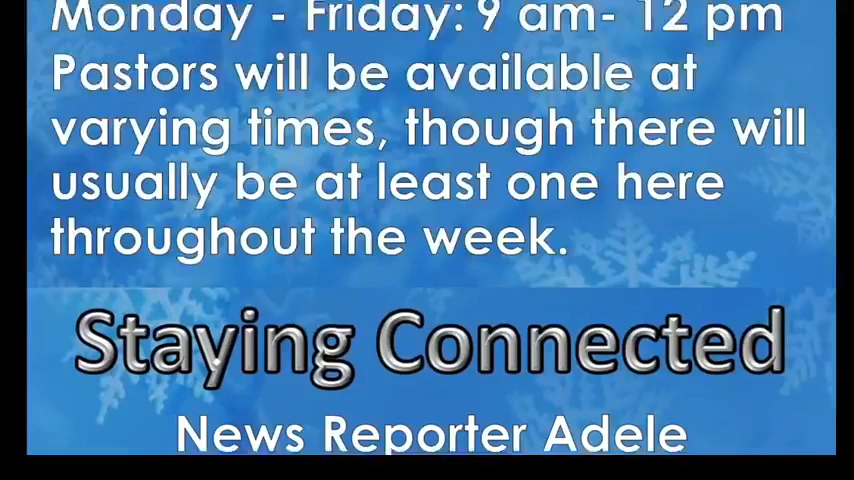 Monday - Friday: 9 am- 12 pm
Pastors will be available at
varying times, though there will
usually be at least one here
throughout the week.
Staying Connected
News Reporter Adele